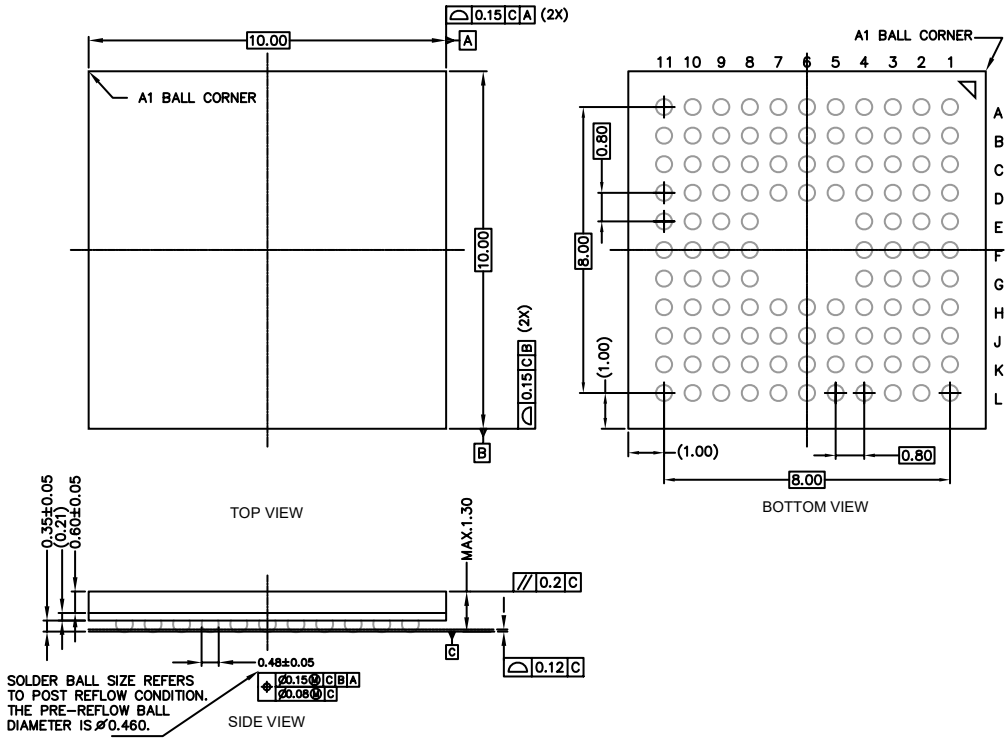 ⌓ 0.15 C A (2X)
10.00
A
A1 BALL CORNER
10.00
⌓ 0.15 C B (2X)
B
TOP VIEW
A1 BALL CORNER
11 10 9 8 7 6 5 4 3 2 1
A
B
C
D
E
F
G
H
J
K
L
0.80
8.00
(1.00)
(1.00)
0.80
8.00
BOTTOM VIEW
0.35±0.05
(0.21)
0.60±0.05
MAX.1.30
// 0.2 C
C
⌓ 0.12 C
0.48±0.05
⌖ Ø0.15Ⓜ C B A
Ø0.08Ⓜ C
SOLDER BALL SIZE REFERS
TO POST REFLOW CONDITION.
THE PRE-REFLOW BALL
DIAMETER IS Ø0.460.
SIDE VIEW